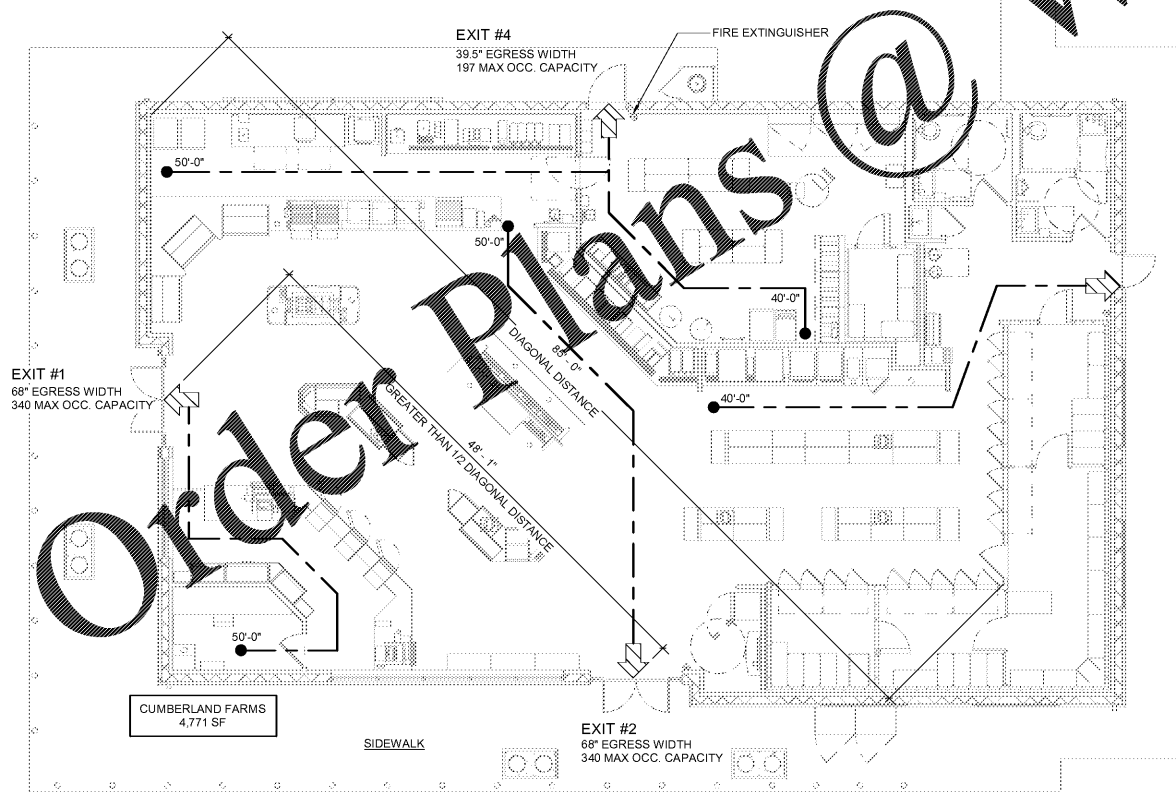 EXIT #4
39.5" EGRESS WIDTH
197 MAX OCC. CAPACITY
FIRE EXTINGUISHER
50'-0"
50'-0"
40'-0"
85' - 0"
DIAGONAL DISTANCE
EXIT #1
68" EGRESS WIDTH
340 MAX OCC. CAPACITY
40'-0"
48' - 1"
GREATER THAN 1/2 DIAGONAL DISTANCE
50'-0"
CUMBERLAND FARMS
4,771 SF
SIDEWALK
EXIT #2
68" EGRESS WIDTH
340 MAX OCC. CAPACITY
Order Plans @